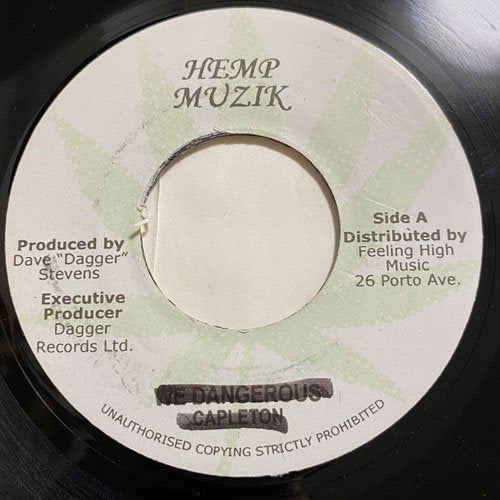 HEMP
MUZIK
Side A
Distributed by
Feeling High
Music
26 Porto Ave.
Produced by
Dave "Dagger"
Stevens
Executive
Producer
Dagger
Records Ltd.
DANGEROUS
CAPLETON
UNAUTHORISED COPYING STRICTLY PROHIBITED